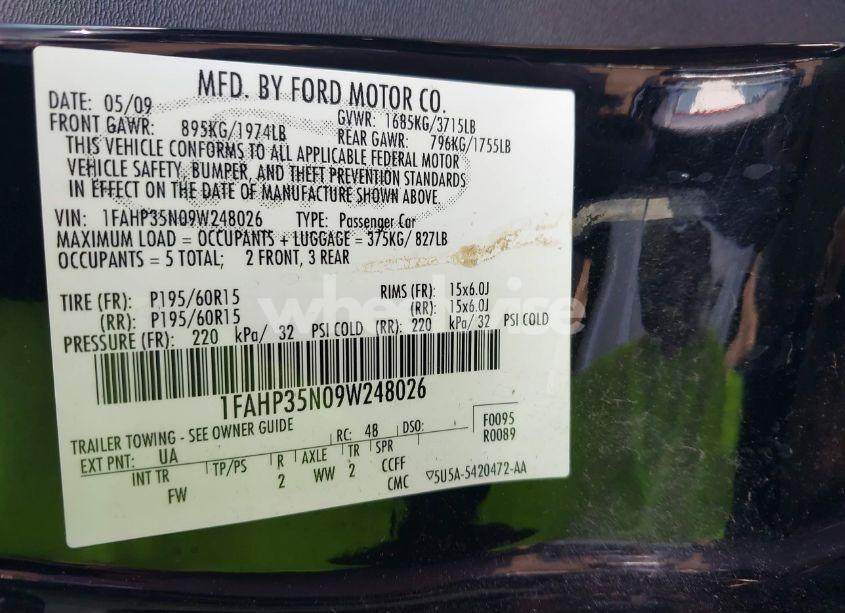 MFD. BY FORD MOTOR CO.
DATE: 05/09 GVWR: 1685KG/3715LB
FRONT GAWR: 895KG/1974LB REAR GAWR: 796KG/1755LB
THIS VEHICLE CONFORMS TO ALL APPLICABLE FEDERAL MOTOR
VEHICLE SAFETY, BUMPER, AND THEFT PREVENTION STANDARDS
IN EFFECT ON THE DATE OF MANUFACTURE SHOWN ABOVE.
VIN: 1FAHP35N09W248026 TYPE: Passenger Car
MAXIMUM LOAD = OCCUPANTS + LUGGAGE = 375KG/ 827LB
OCCUPANTS = 5 TOTAL; 2 FRONT, 3 REAR
TIRE (FR): P195/60R15 RIMS (FR): 15x6.0J
(RR): P195/60R15 (RR): 15x6.0J
PRESSURE (FR): 220 kPa/ 32 PSI COLD (RR): 220 kPa/ 32 PSI COLD
wheelwise
1FAHP35N09W248026
TRAILER TOWING - SEE OWNER GUIDE RC: 48 DSO: F0095
EXT PNT: UA R0089
INT TR TP/PS R AXLE TR SPR
FW 2 WW 2 CCFF
CMC ▽5U5A-5420472-AA